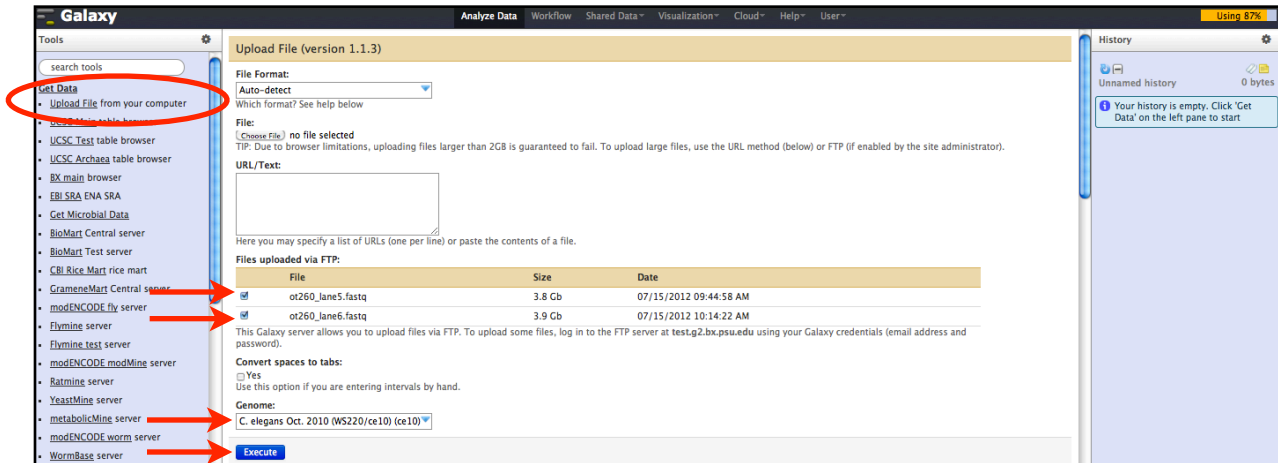 Galaxy
Analyze Data Workflow Shared Data Visualization Cloud Help User
Using 87%
Tools
search tools
Get Data
Upload File from your computer
UCSC Main table browser
UCSC Test table browser
UCSC Archaea table browser
BX main browser
EBI SRA ENA SRA
Get Microbial Data
BioMart Central server
BioMart Test server
CBI Rice Mart rice mart
GrameneMart Central server
modENCODE fly server
Flymine server
Flymine test server
modENCODE modMine server
Ratmine server
YeastMine server
metabolicMine server
modENCODE worm server
WormBase server
Upload File (version 1.1.3)
File Format:
Auto-detect
Which format? See help below
File:
Choose File no file selected
TIP: Due to browser limitations, uploading files larger than 2GB is guaranteed to fail. To upload large files, use the URL method (below) or FTP (if enabled by the site administrator).
URL/Text:
Here you may specify a list of URLs (one per line) or paste the contents of a file.
Files uploaded via FTP:
File Size Date
ot260_lane5.fastq 3.8 Gb 07/15/2012 09:44:58 AM
ot260_lane6.fastq 3.9 Gb 07/15/2012 10:14:22 AM
This Galaxy server allows you to upload files via FTP. To upload some files, log in to the FTP server at test.g2.bx.psu.edu using your Galaxy credentials (email address and
password).
Convert spaces to tabs:
Yes
Use this option if you are entering intervals by hand.
Genome:
C. elegans Oct. 2010 (WS220/ce10) (ce10)
Execute
History
Unnamed history 0 bytes
Your history is empty. Click 'Get
Data' on the left pane to start